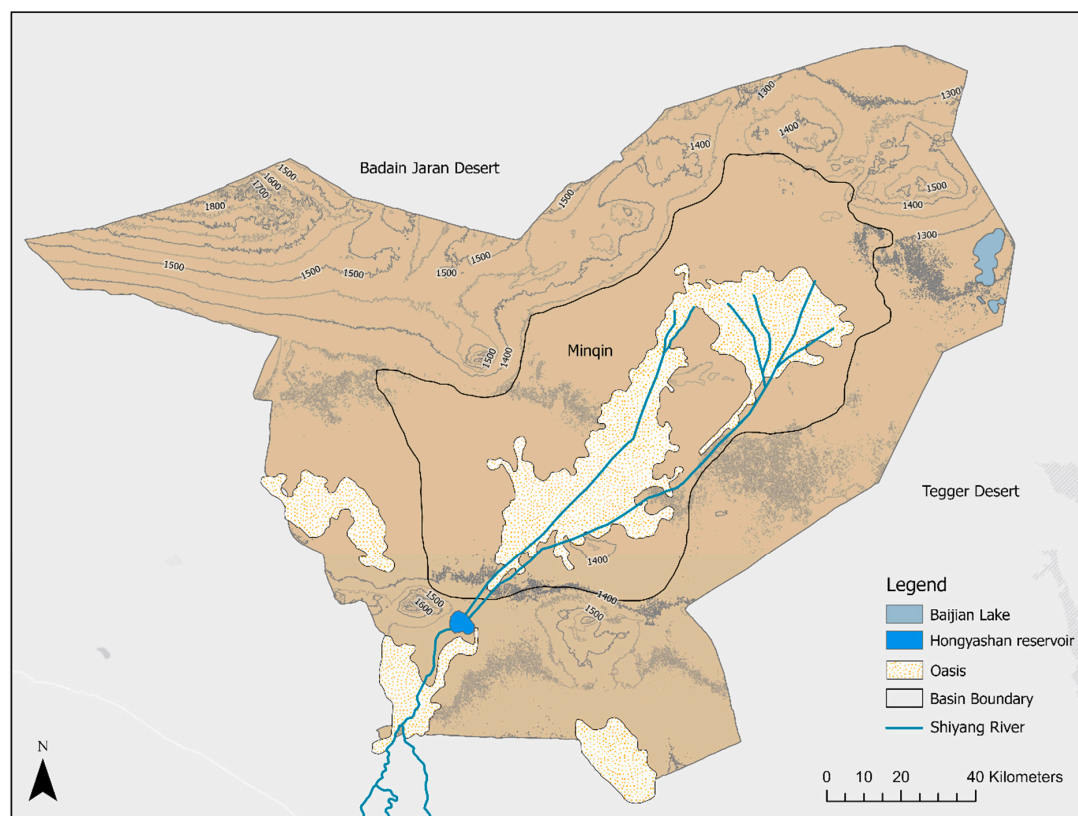 1300
1300
1400
1400
Badain Jaran Desert
1500
1600
1700
1800
1500
1500
1400
1300
1500
1500
1500
1500
1500
Minqin
1500
1400
Tegger Desert
1400
1500
1600
1400
1500
Legend
Baijian Lake
Hongyashan reservoir
Oasis
Basin Boundary
Shiyang River
N
0 10 20 40 Kilometers